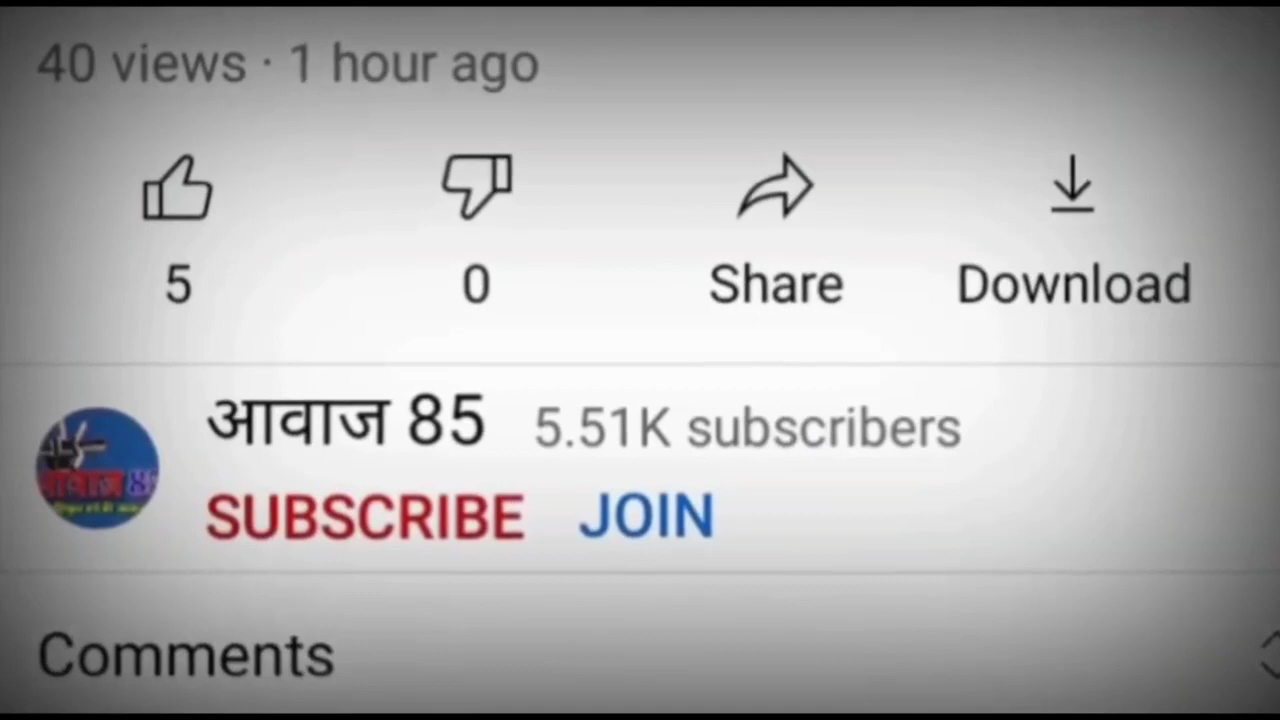 40 views · 1 hour ago
5 0 Share Download
आवाज 85 5.51K subscribers
SUBSCRIBE JOIN
Comments